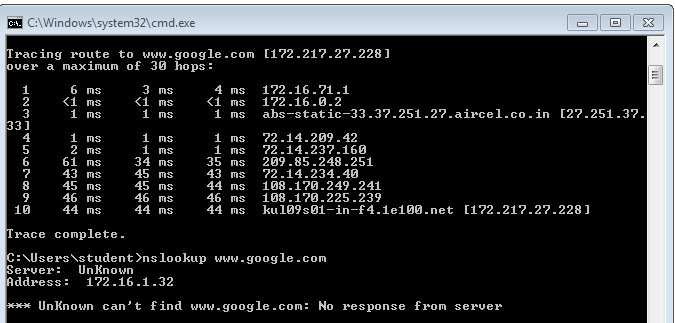 C:\Windows\system32\cmd.exe
Tracing route to www.google.com [172.217.27.228]
over a maximum of 30 hops:
1 6 ms 3 ms 4 ms 172.16.71.1
2 <1 ms <1 ms <1 ms 172.16.0.2
3 1 ms 1 ms 1 ms abs-static-33.37.251.27.aircel.co.in [27.251.37.
33]
4 1 ms 1 ms 1 ms 72.14.209.42
5 2 ms 1 ms 1 ms 72.14.237.160
6 61 ms 34 ms 35 ms 209.85.248.251
7 43 ms 45 ms 43 ms 72.14.234.40
8 45 ms 45 ms 44 ms 108.170.249.241
9 46 ms 46 ms 46 ms 108.170.225.239
10 44 ms 44 ms 44 ms kul09s01-in-f4.1e100.net [172.217.27.228]
Trace complete.
C:\Users\student>nslookup www.google.com
Server: UnKnown
Address: 172.16.1.32
*** UnKnown can't find www.google.com: No response from server